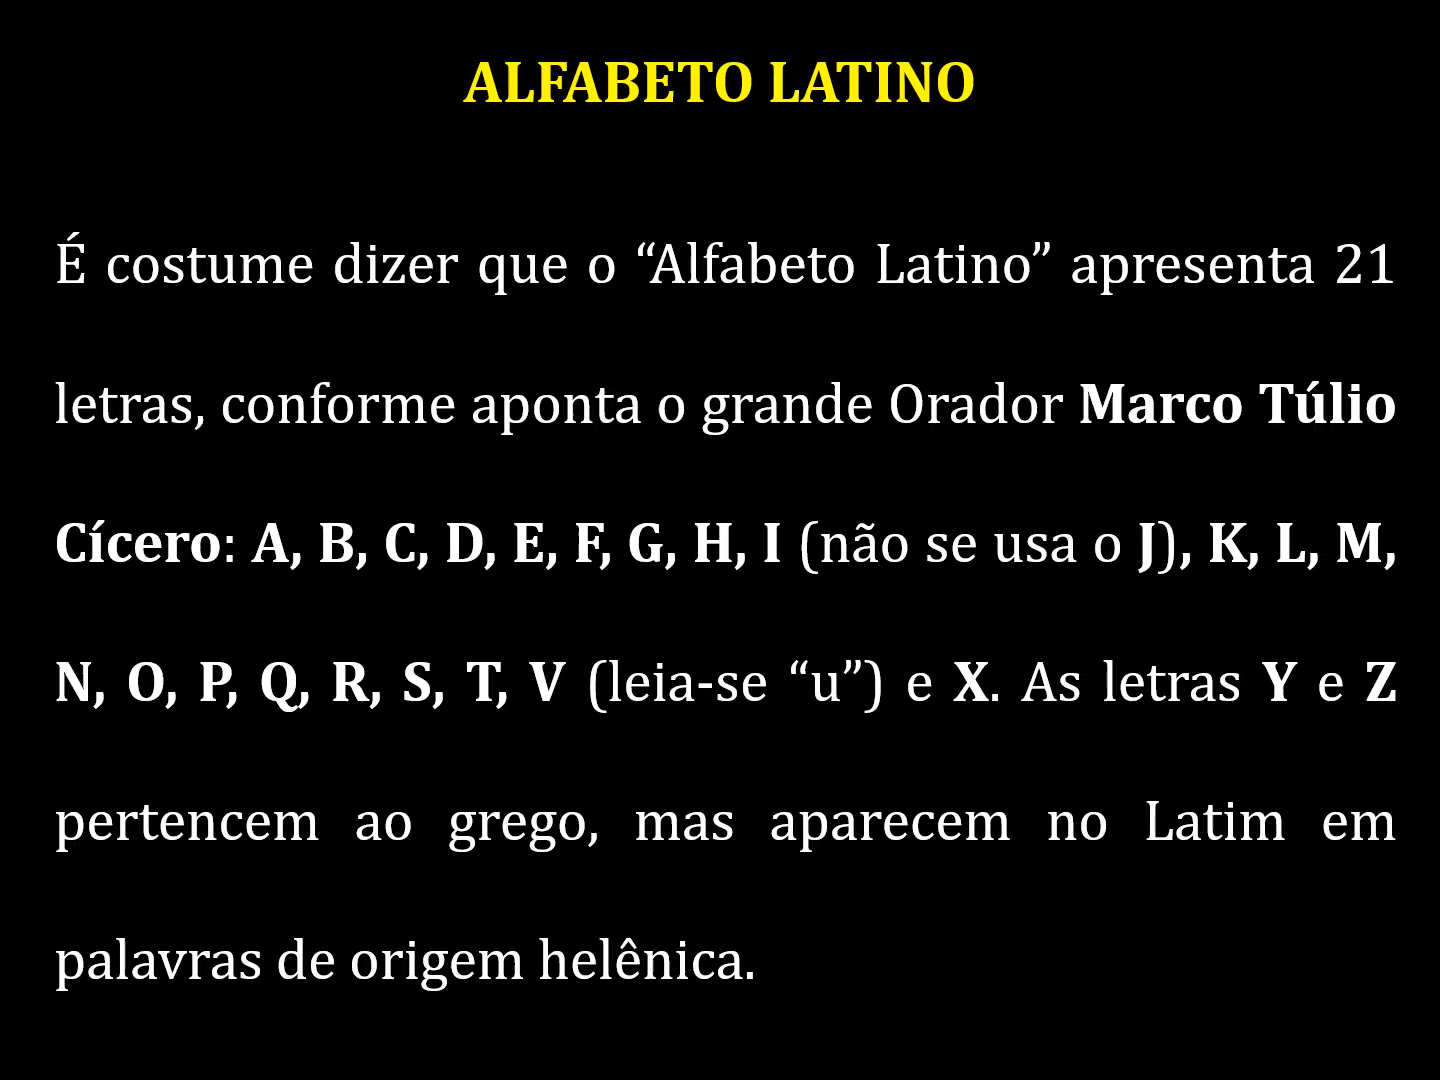 ALFABETO LATINO
É costume dizer que o “Alfabeto Latino” apresenta 21
letras, conforme aponta o grande Orador Marco Túlio
Cícero: A, B, C, D, E, F, G, H, I (não se usa o J), K, L, M,
N, O, P, Q, R, S, T, V (leia-se “u”) e X. As letras Y e Z
pertencem ao grego, mas aparecem no Latim em
palavras de origem helênica.